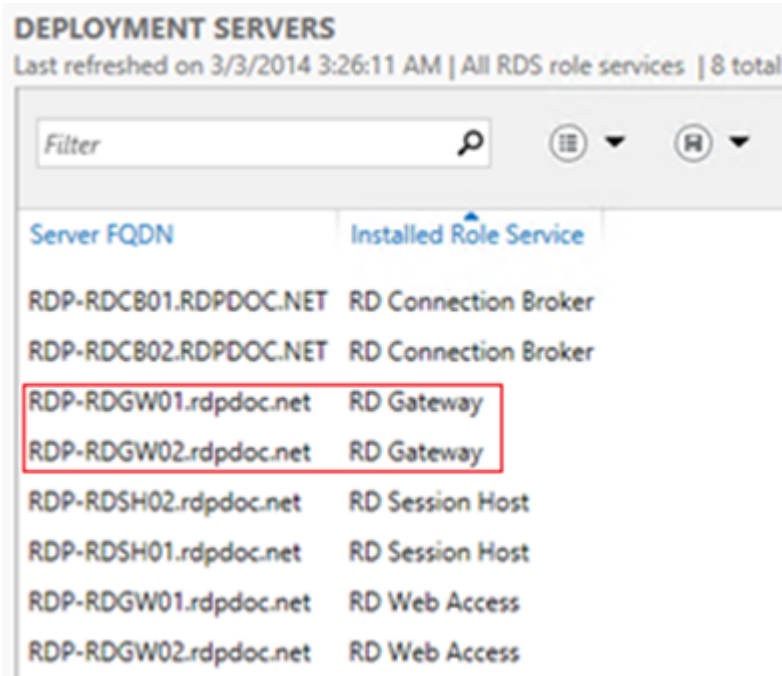 DEPLOYMENT SERVERS
Last refreshed on 3/3/2014 3:26:11 AM | All RDS role services | 8 total
Filter
Server FQDN Installed Role Service
RDP-RDCB01.RDPDOC.NET RD Connection Broker
RDP-RDCB02.RDPDOC.NET RD Connection Broker
RDP-RDGW01.rdpdoc.net RD Gateway
RDP-RDGW02.rdpdoc.net RD Gateway
RDP-RDSH02.rdpdoc.net RD Session Host
RDP-RDSH01.rdpdoc.net RD Session Host
RDP-RDGW01.rdpdoc.net RD Web Access
RDP-RDGW02.rdpdoc.net RD Web Access